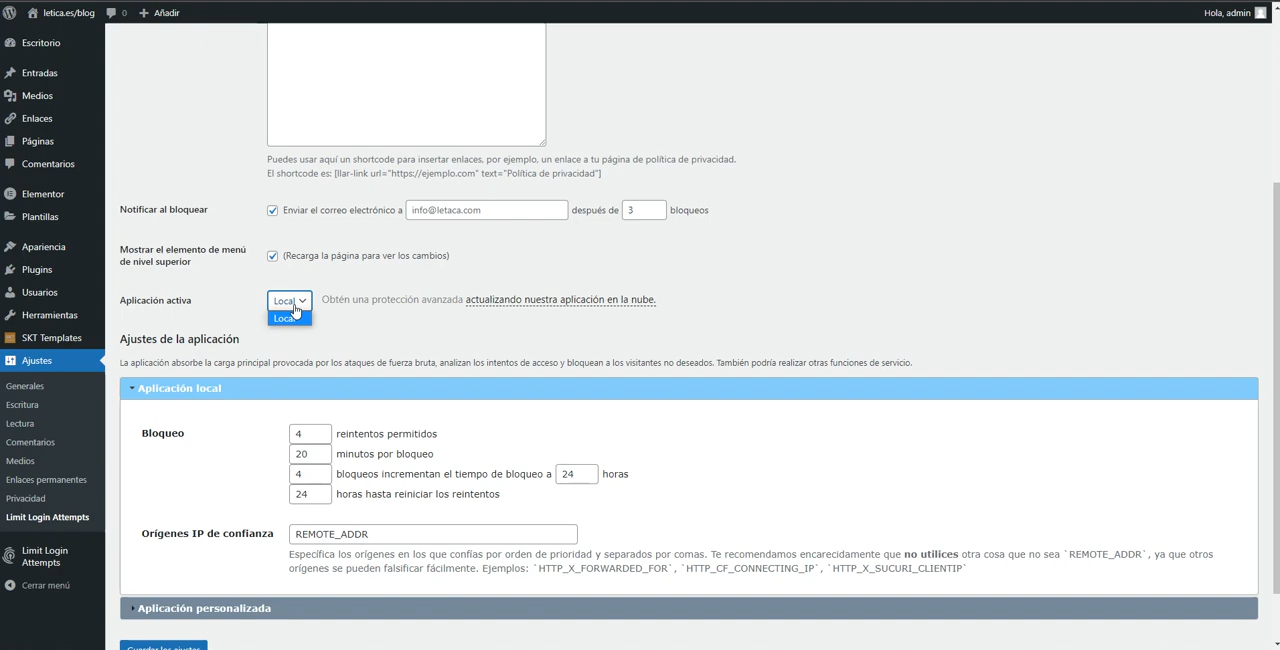 letica.es/blog 0 Añadir Hola, admin
Escritorio
Entradas
Medios
Enlaces
Páginas
Comentarios
Elementor
Plantillas
Apariencia
Plugins
Usuarios
Herramientas
SKT Templates
Ajustes
Generales
Escritura
Lectura
Comentarios
Medios
Enlaces permanentes
Privacidad
Limit Login Attempts
Limit Login
Attempts
Cerrar menú
Puedes usar aquí un shortcode para insertar enlaces, por ejemplo, un enlace a tu página de política de privacidad.
El shortcode es: [llar-link url="https://ejemplo.com" text="Política de privacidad"]
Notificar al bloquear Enviar el correo electrónico a info@letaca.com después de 3 bloqueos
Mostrar el elemento de menú
de nivel superior
(Recarga la página para ver los cambios)
Aplicación activa Local Obtén una protección avanzada actualizando nuestra aplicación en la nube.
Local
Ajustes de la aplicación
La aplicación absorbe la carga principal provocada por los ataques de fuerza bruta, analizan los intentos de acceso y bloquean a los visitantes no deseados. También podría realizar otras funciones de servicio.
Aplicación local
Bloqueo 4 reintentos permitidos
20 minutos por bloqueo
4 bloqueos incrementan el tiempo de bloqueo a 24 horas
24 horas hasta reiniciar los reintentos
Orígenes IP de confianza REMOTE_ADDR
Específica los orígenes en los que confías por orden de prioridad y separados por comas. Te recomendamos encarecidamente que no utilices otra cosa que no sea `REMOTE_ADDR`, ya que otros
orígenes se pueden falsificar fácilmente. Ejemplos: `HTTP_X_FORWARDED_FOR`, `HTTP_CF_CONNECTING_IP`, `HTTP_X_SUCURI_CLIENTIP`
Aplicación personalizada
Guardar los ajustes